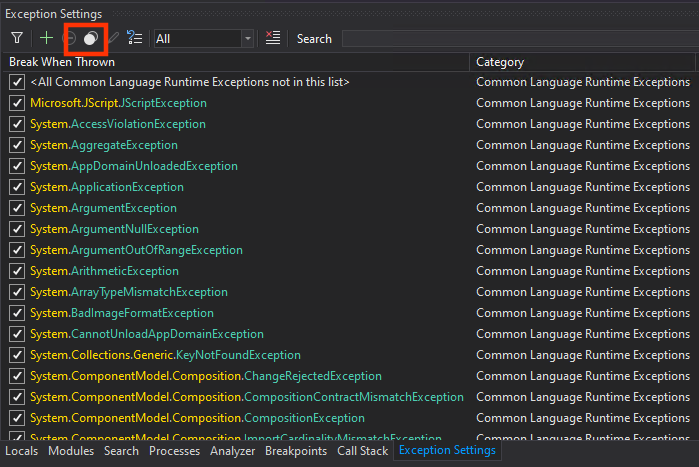 Exception Settings
All Search
Break When Thrown Category
<All Common Language Runtime Exceptions not in this list> Common Language Runtime Exceptions
Microsoft.JScript.JScriptException Common Language Runtime Exceptions
System.AccessViolationException Common Language Runtime Exceptions
System.AggregateException Common Language Runtime Exceptions
System.AppDomainUnloadedException Common Language Runtime Exceptions
System.ApplicationException Common Language Runtime Exceptions
System.ArgumentException Common Language Runtime Exceptions
System.ArgumentNullException Common Language Runtime Exceptions
System.ArgumentOutOfRangeException Common Language Runtime Exceptions
System.ArithmeticException Common Language Runtime Exceptions
System.ArrayTypeMismatchException Common Language Runtime Exceptions
System.BadImageFormatException Common Language Runtime Exceptions
System.CannotUnloadAppDomainException Common Language Runtime Exceptions
System.Collections.Generic.KeyNotFoundException Common Language Runtime Exceptions
System.ComponentModel.Composition.ChangeRejectedException Common Language Runtime Exceptions
System.ComponentModel.Composition.CompositionContractMismatchException Common Language Runtime Exceptions
System.ComponentModel.Composition.CompositionException Common Language Runtime Exceptions
System.ComponentModel.Composition.ImportCardinalityMismatchException Common Language Runtime Exceptions
Locals Modules Search Processes Analyzer Breakpoints Call Stack Exception Settings